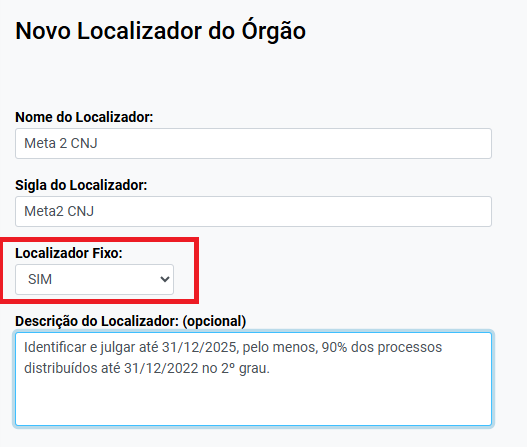 Novo Localizador do Órgão
Nome do Localizador:
Meta 2 CNJ
Sigla do Localizador:
Meta2 CNJ
Localizador Fixo:
SIM
Descrição do Localizador: (opcional)
Identificar e julgar até 31/12/2025, pelo menos, 90% dos processos
distribuídos até 31/12/2022 no 2º grau.